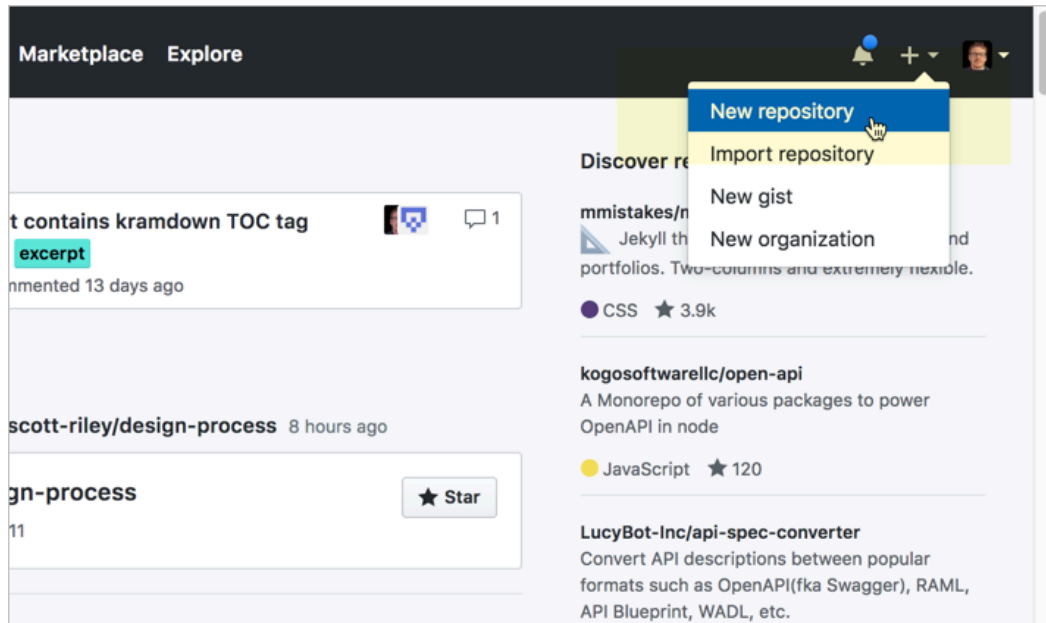 Marketplace Explore
New repository
Import repository
New gist
New organization
t contains kramdown TOC tag
1
excerpt
nmented 13 days ago
scott-riley/design-process 8 hours ago
gn-process
Star
11
Discover re
mmistakes/m
Jekyll th nd
portfolios. Two-columns and extremely flexible.
CSS 3.9k
kogosoftwarellc/open-api
A Monorepo of various packages to power
OpenAPI in node
JavaScript 120
LucyBot-Inc/api-spec-converter
Convert API descriptions between popular
formats such as OpenAPI(fka Swagger), RAML,
API Blueprint, WADL, etc.